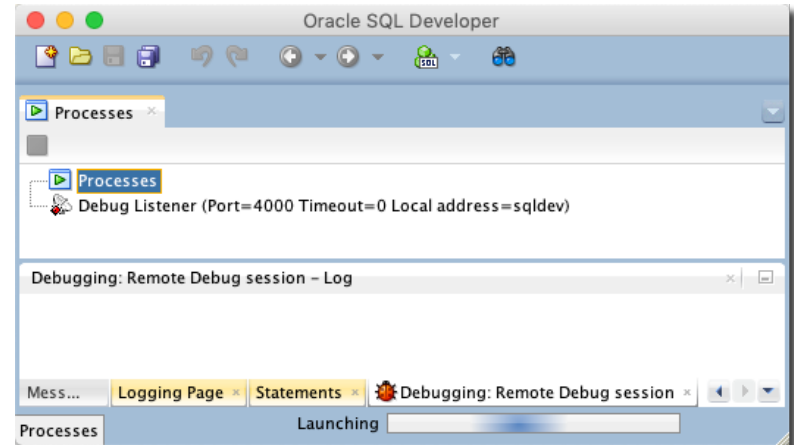 Oracle SQL Developer
SQL
Processes
Processes
Debug Listener (Port=4000 Timeout=0 Local address=sqldev)
Debugging: Remote Debug session – Log
Mess... Logging Page Statements Debugging: Remote Debug session
Processes Launching